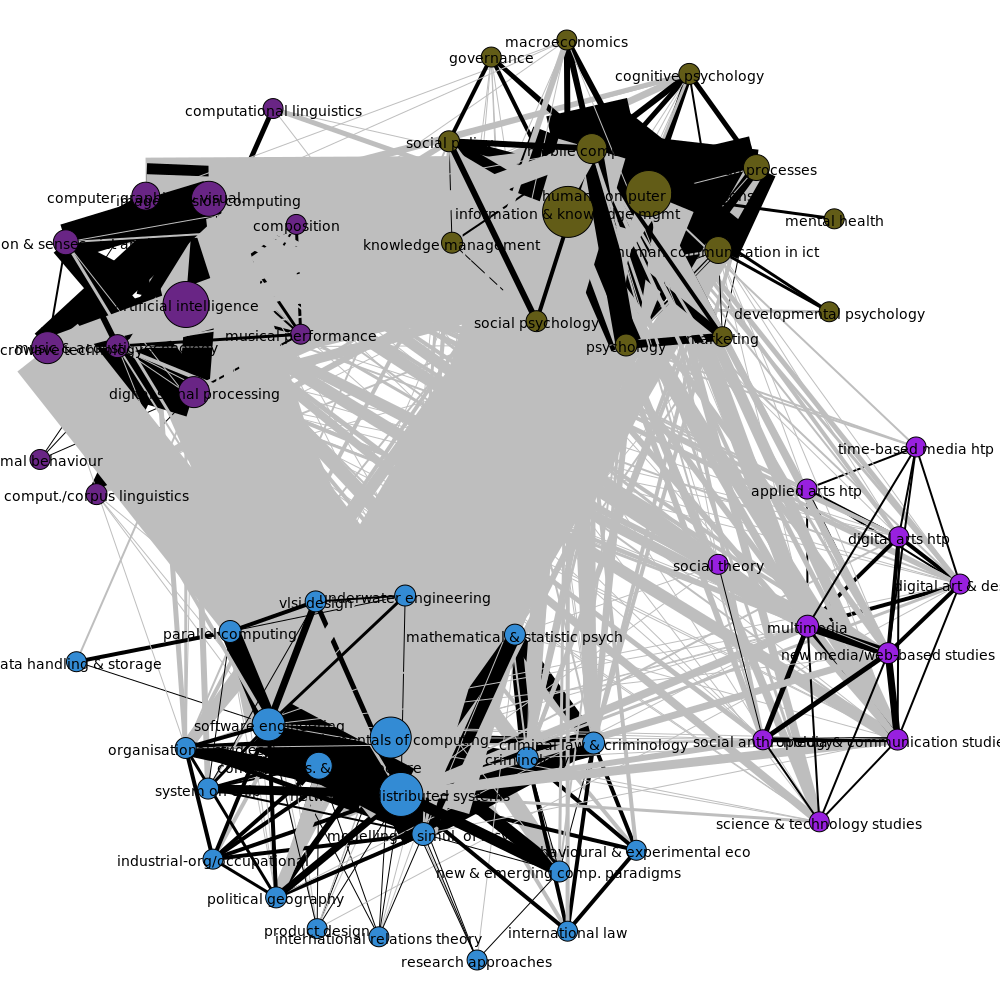 macroeconomics
governance
cognitive psychology
computational linguistics
social
processes
computer visual computing
human computer
information & knowledge mgmt
mental health
composition
on & sense
knowledge management
human communication in ict
artificial intelligence
developmental psychology
social psychology
musical performance
psychology
marketing
music &
digital signal processing
time-based media htp
mal behaviour
applied arts htp
comput./corpus linguistics
digital arts htp
social theory
digital art & de
vlsi design
underwater engineering
multimedia
parallel computing
mathematical & statistic psych
new media/web-based studies
ata handling & storage
software engineering
fundamentals of computing
criminal law & criminology
social anthropology
communication studie
organisation
criminology
system
distributed systems
science & technology studies
modelling & simul. of
industrial-org/occupational
behavioural & experimental eco
new & emerging comp. paradigms
political geography
product design
international relations theory
international law
research approaches